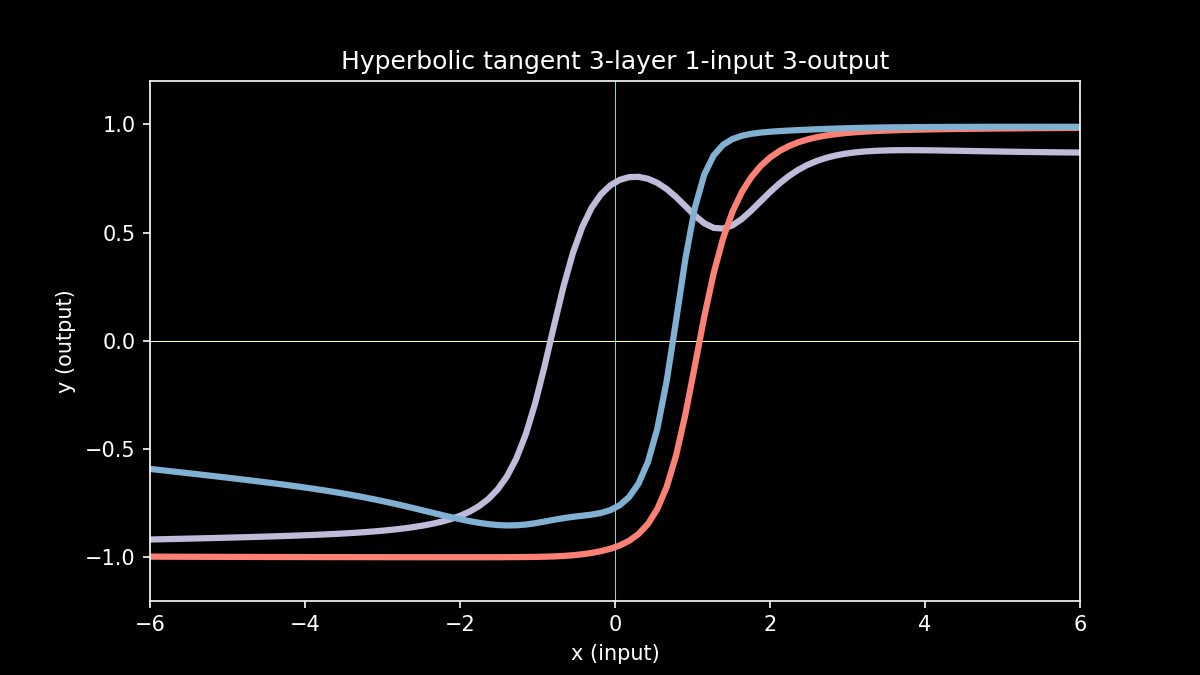 Hyperbolic tangent 3-layer 1-input 3-output
1.0
0.5
0.0
−0.5
−1.0
y (output)
−6 −4 −2 0 2 4 6
x (input)